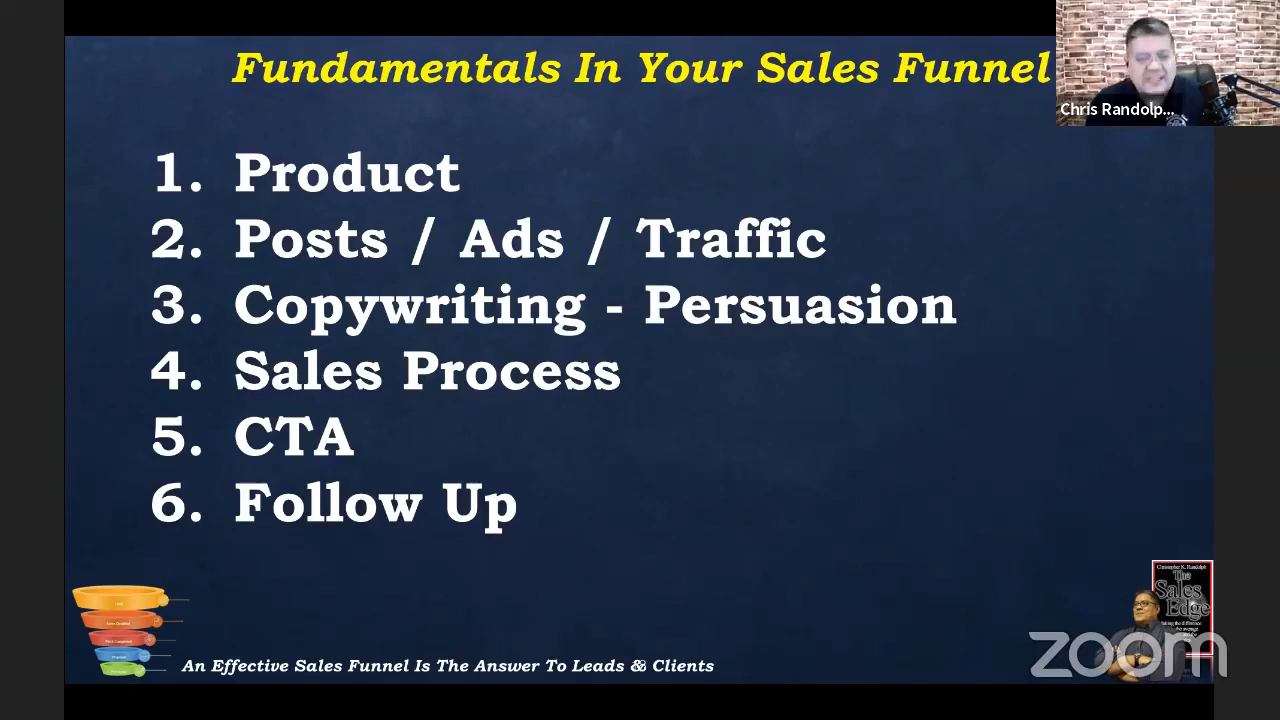 Fundamentals In Your Sales Funnel
Chris Randolp...
1. Product
2. Posts / Ads / Traffic
3. Copywriting - Persuasion
4. Sales Process
5. CTA
6. Follow Up
Christopher K. Randolph
The
Sales
Edge
An Effective Sales Funnel Is The Answer To Leads & Clients
zoom